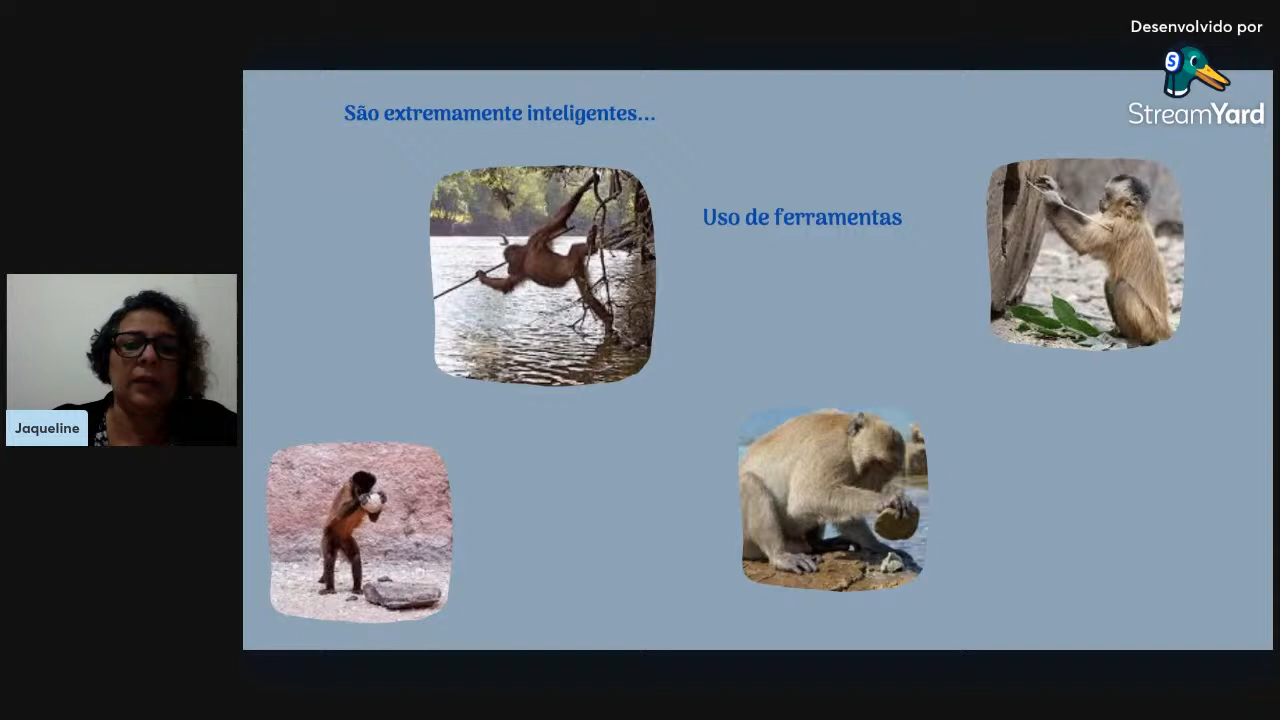 Desenvolvido por
S
StreamYard
São extremamente inteligentes...
Uso de ferramentas
Jaqueline